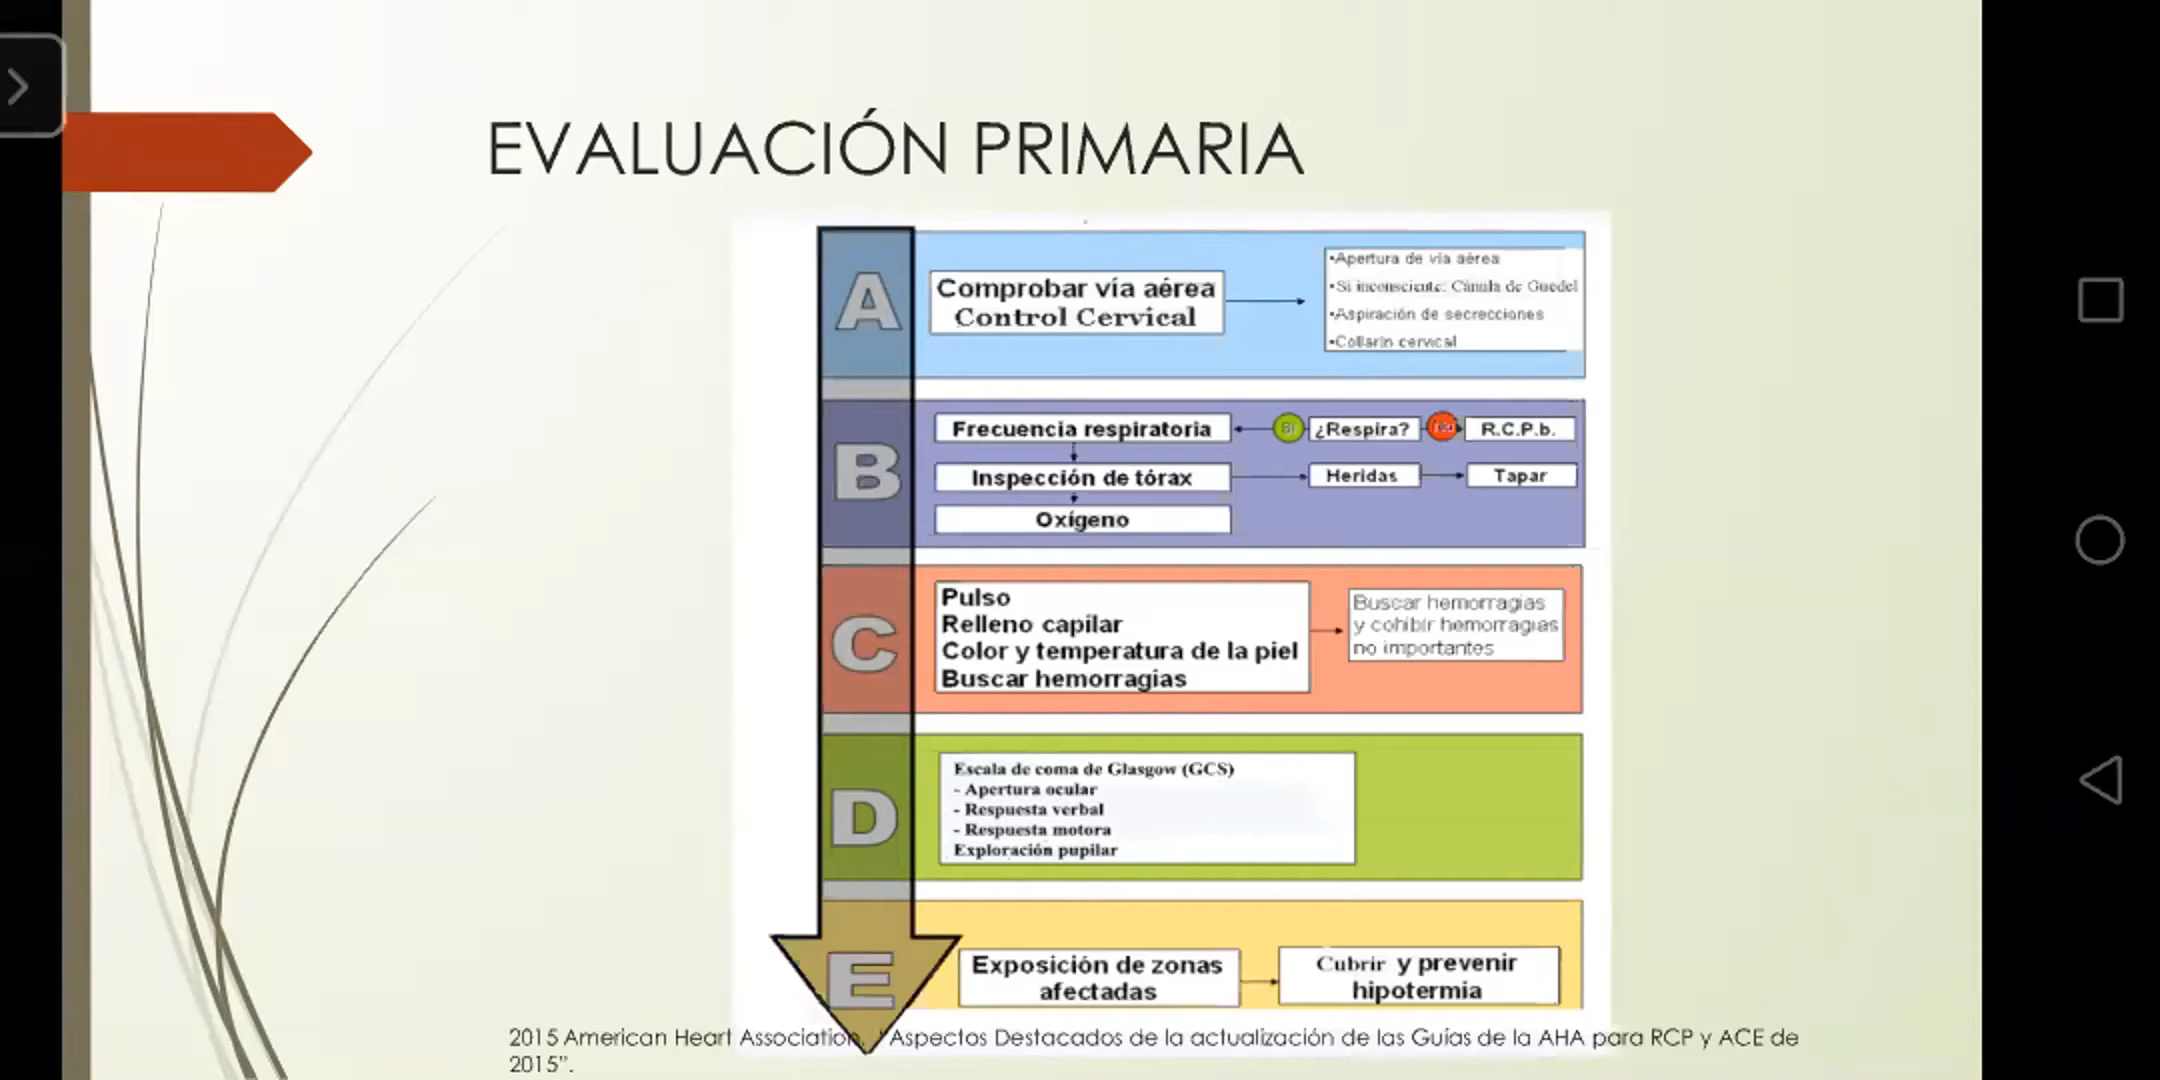 EVALUACIÓN PRIMARIA
A
Comprobar vía aérea
Control Cervical
•Apertura de vía aérea
•Si inconsciente: Cánula de Guedel
•Aspiración de secrecciones
•Collarín cervical
B
Frecuencia respiratoria
SI
¿Respira?
NO
R.C.P.b.
Inspección de tórax
Heridas
Tapar
Oxígeno
C
Pulso
Relleno capilar
Color y temperatura de la piel
Buscar hemorragias
Buscar hemorragias
y cohibir hemorragias
no importantes
D
Escala de coma de Glasgow (GCS)
- Apertura ocular
- Respuesta verbal
- Respuesta motora
Exploración pupilar
E
Exposición de zonas
afectadas
Cubrir y prevenir
hipotermia
2015 American Heart Association. "Aspectos Destacados de la actualización de las Guías de la AHA para RCP y ACE de
2015".